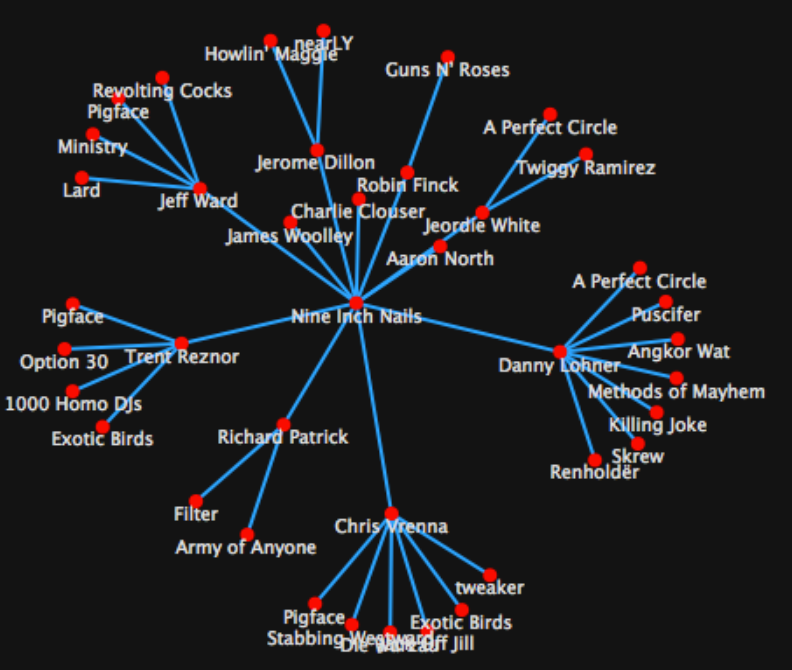 nearLY
Howlin' Maggie
Guns N' Roses
Revolting Cocks
Pigface
A Perfect Circle
Ministry
Jerome Dillon
Twiggy Ramirez
Lard
Robin Finck
Jeff Ward
Charlie Clouser
Jeordie White
James Woolley
Aaron North
A Perfect Circle
Pigface
Nine Inch Nails
Puscifer
Option 30
Trent Reznor
Angkor Wat
Danny Lohner
Methods of Mayhem
1000 Homo DJs
Killing Joke
Exotic Birds
Richard Patrick
Skrew
Renholdër
Filter
Chris Vrenna
Army of Anyone
tweaker
Pigface
Exotic Birds
Stabbing Westward
Die Warzau
Jill